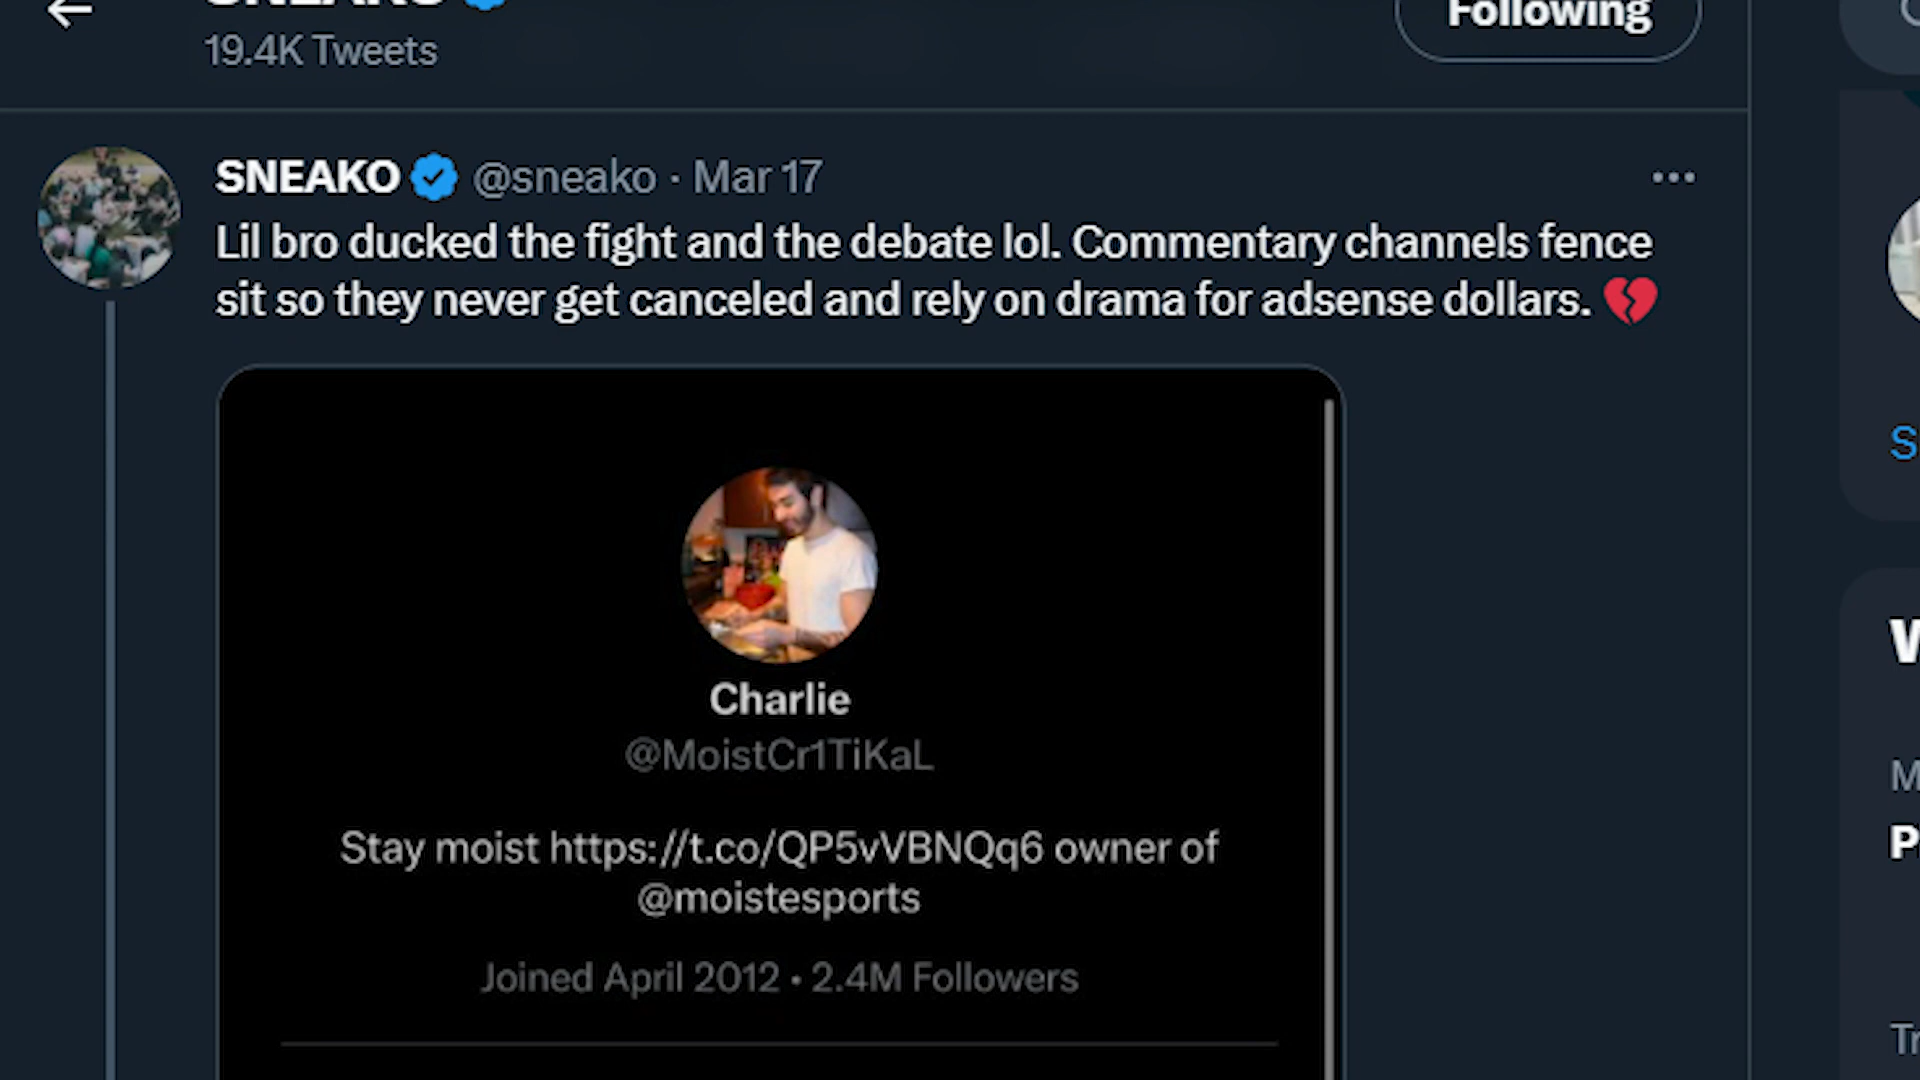 SNEAKO
Following
19.4K Tweets
SNEAKO @sneako · Mar 17
Lil bro ducked the fight and the debate lol. Commentary channels fence
sit so they never get canceled and rely on drama for adsense dollars. 💔
Charlie
@MoistCr1TiKaL
Stay moist https://t.co/QP5vVBNQq6 owner of
@moistesports
Joined April 2012 • 2.4M Followers